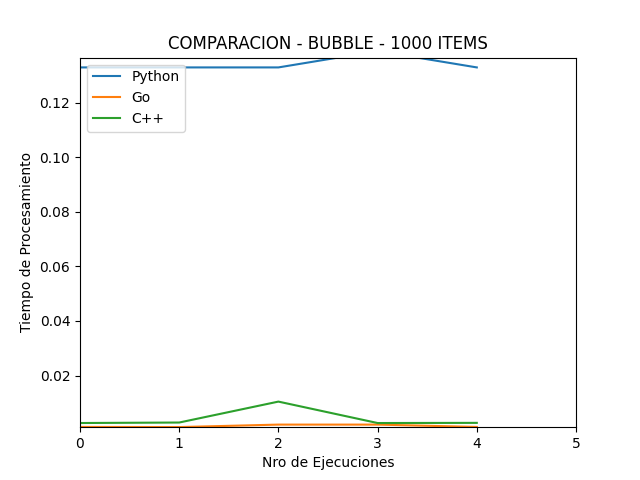 COMPARACION - BUBBLE - 1000 ITEMS
Python
Go
C++
0.12
0.10
0.08
0.06
0.04
0.02
Tiempo de Procesamiento
0 1 2 3 4 5
Nro de Ejecuciones